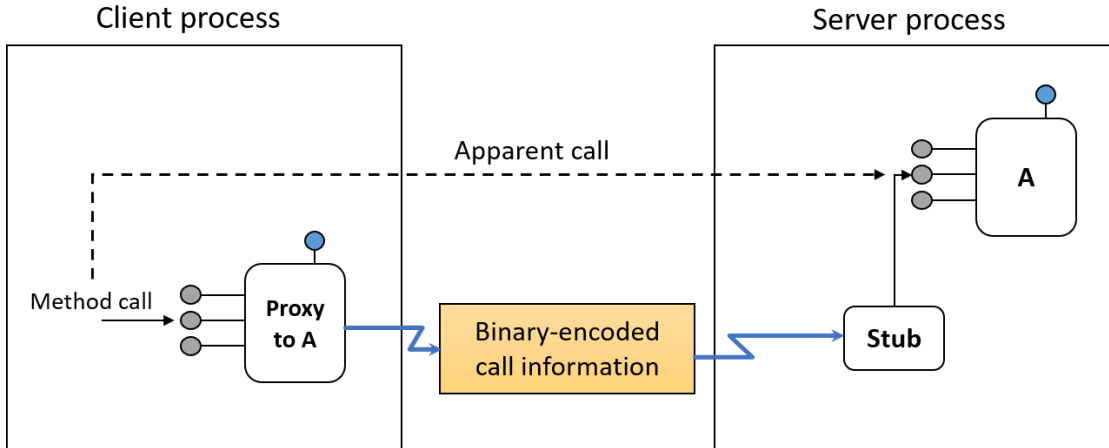 Client process
Server process
Apparent call
A
Method call
Proxy
to A
Binary-encoded
call information
Stub